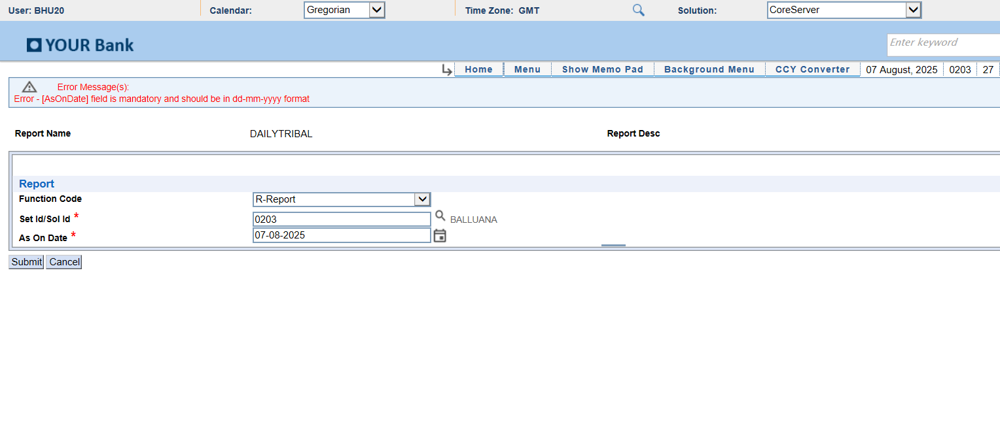 User: BHU20 Calendar: Gregorian Time Zone: GMT Solution: CoreServer
YOUR Bank Enter keyword
Home Menu Show Memo Pad Background Menu CCY Converter 07 August, 2025 0203 27
Error Message(s):
Error - [AsOnDate] field is mandatory and should be in dd-mm-yyyy format
Report Name DAILYTRIBAL Report Desc
Report
Function Code R-Report
Set Id/Sol Id * 0203 BALLUANA
As On Date * 07-08-2025
Submit Cancel